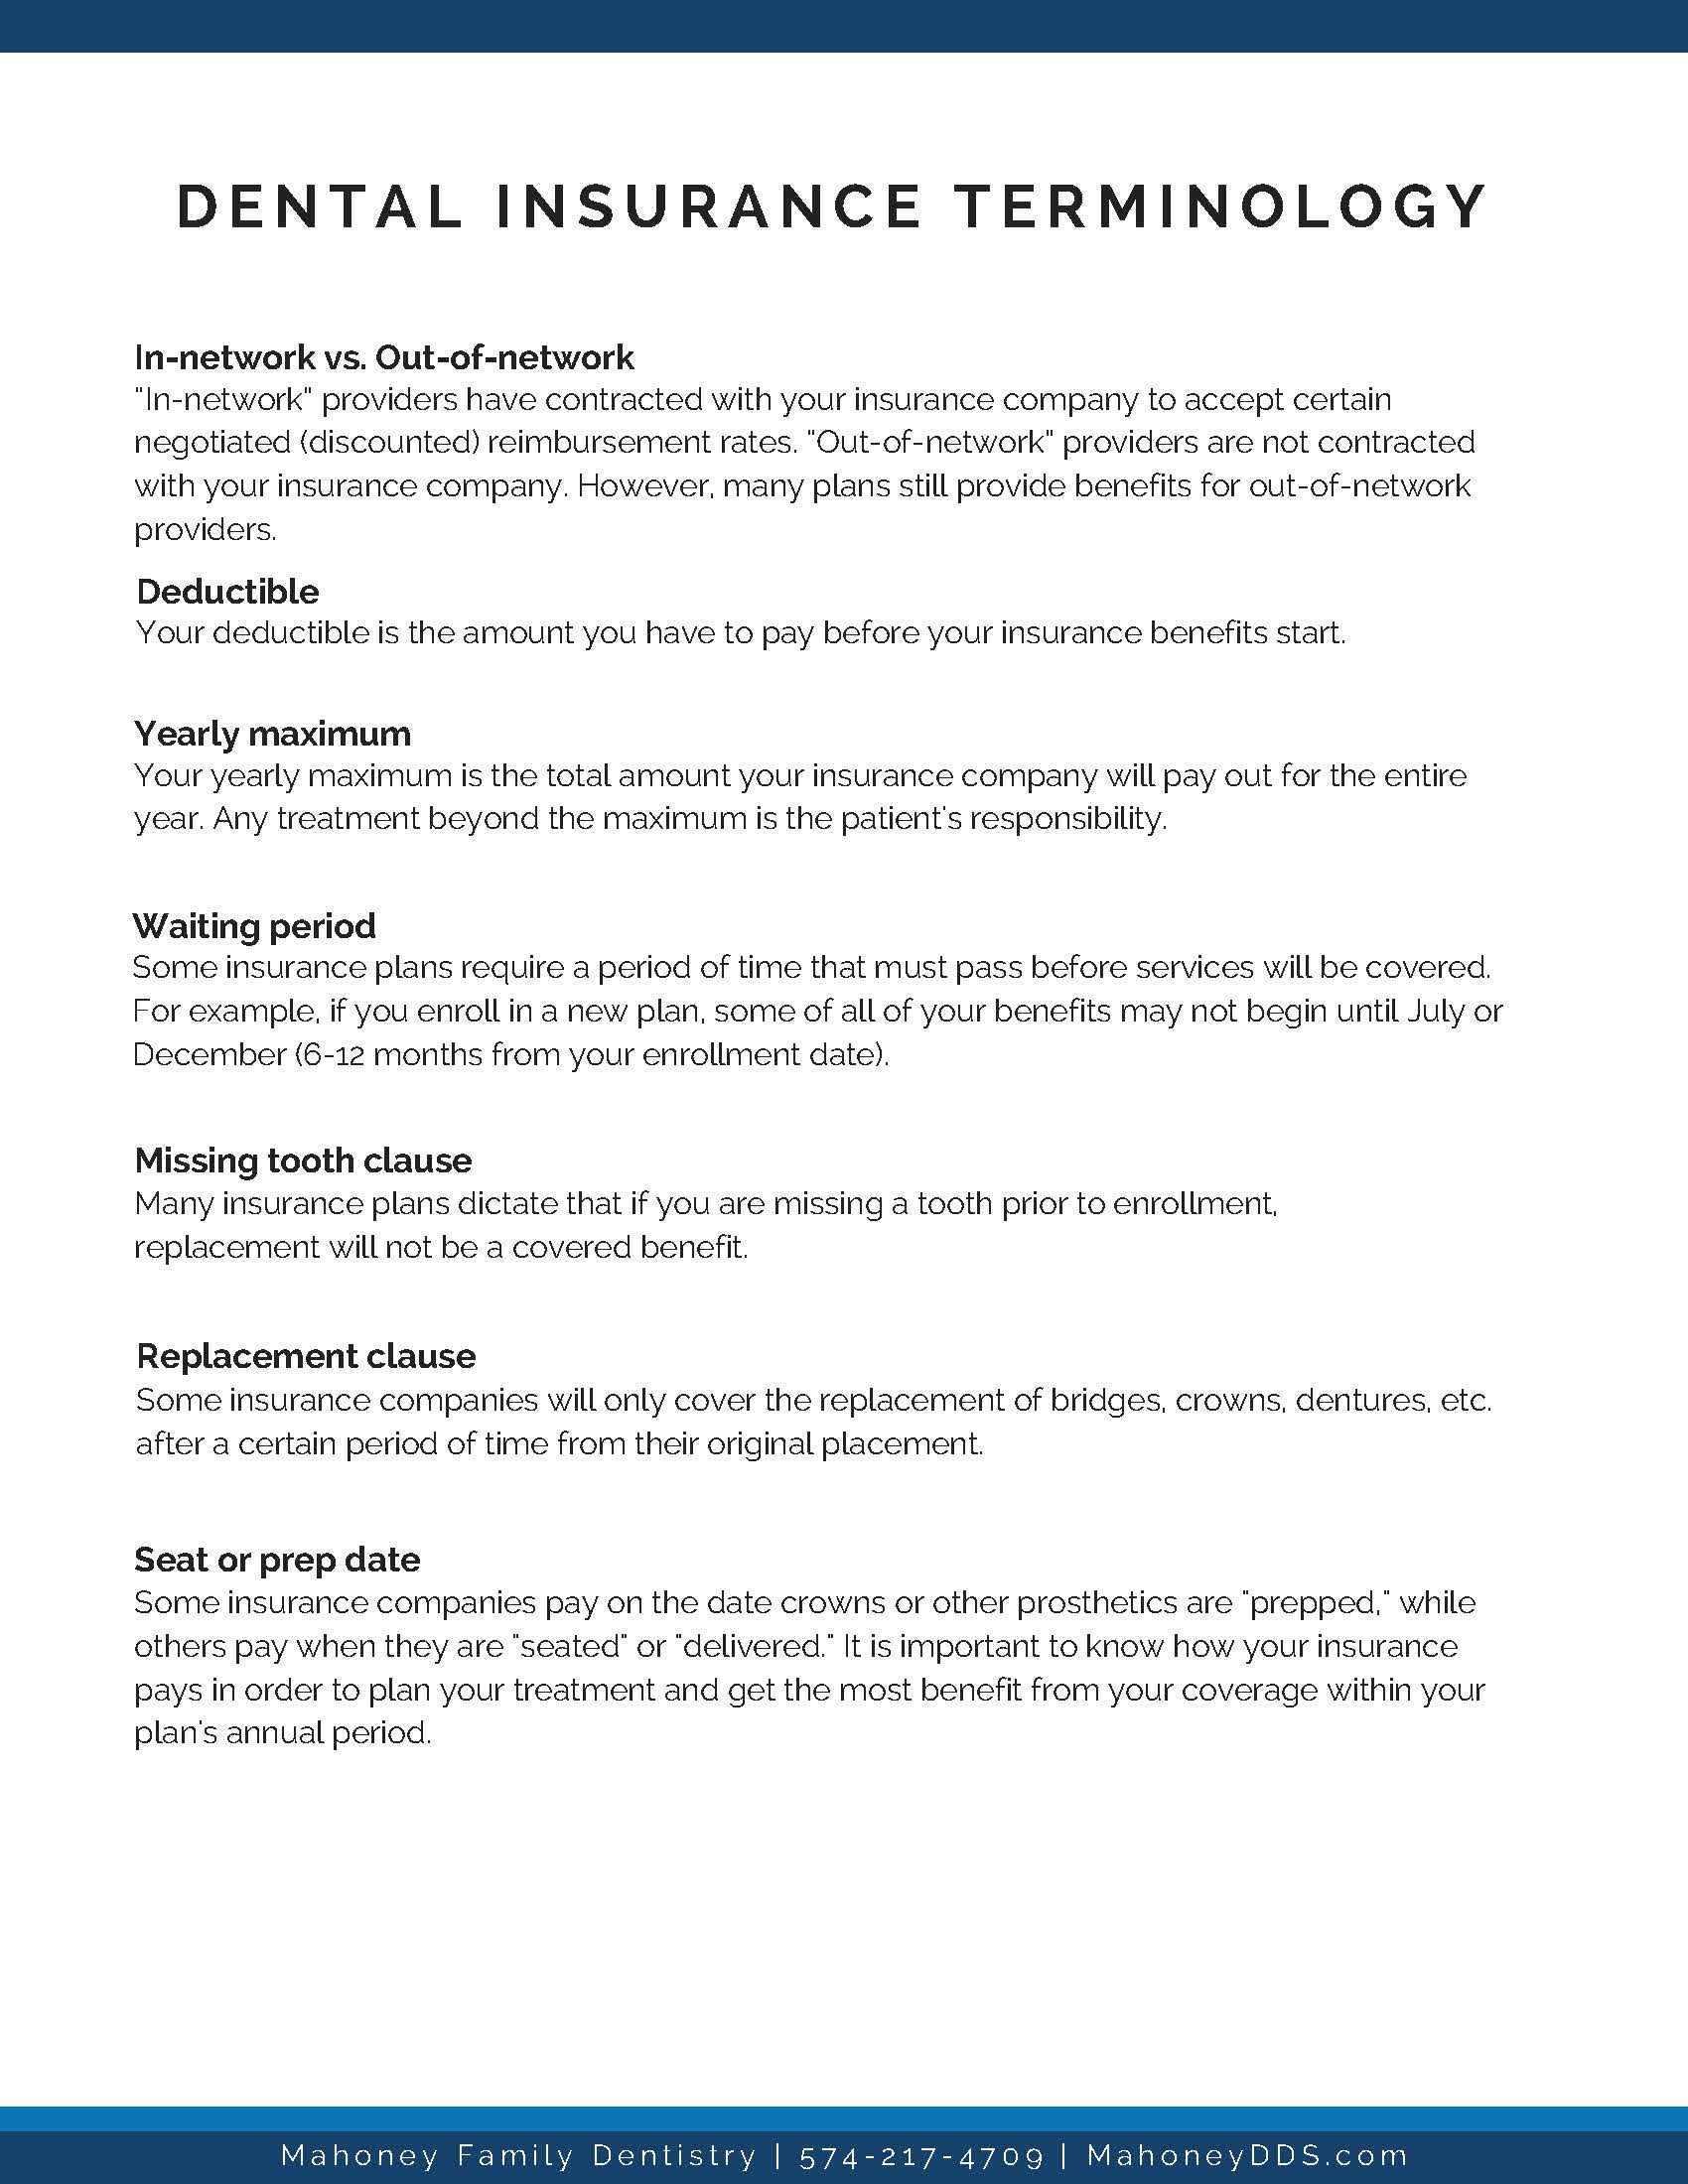 DENTAL INSURANCE TERMINOLOGY
In-network vs. Out-of-network
"In-network" providers have contracted with your insurance company to accept certain
negotiated (discounted) reimbursement rates. "Out-of-network" providers are not contracted
with your insurance company. However, many plans still provide benefits for out-of-network
providers.
Deductible
Your deductible is the amount you have to pay before your insurance benefits start.
Yearly maximum
Your yearly maximum is the total amount your insurance company will pay out for the entire
year. Any treatment beyond the maximum is the patient's responsibility.
Waiting period
Some insurance plans require a period of time that must pass before services will be covered.
For example, if you enroll in a new plan, some of all of your benefits may not begin until July or
December (6-12 months from your enrollment date).
Missing tooth clause
Many insurance plans dictate that if you are missing a tooth prior to enrollment,
replacement will not be a covered benefit.
Replacement clause
Some insurance companies will only cover the replacement of bridges, crowns, dentures, etc.
after a certain period of time from their original placement.
Seat or prep date
Some insurance companies pay on the date crowns or other prosthetics are "prepped," while
others pay when they are "seated" or "delivered." It is important to know how your insurance
pays in order to plan your treatment and get the most benefit from your coverage within your
plan's annual period.
Mahoney Family Dentistry | 574-217-4709 | MahoneyDDS.com